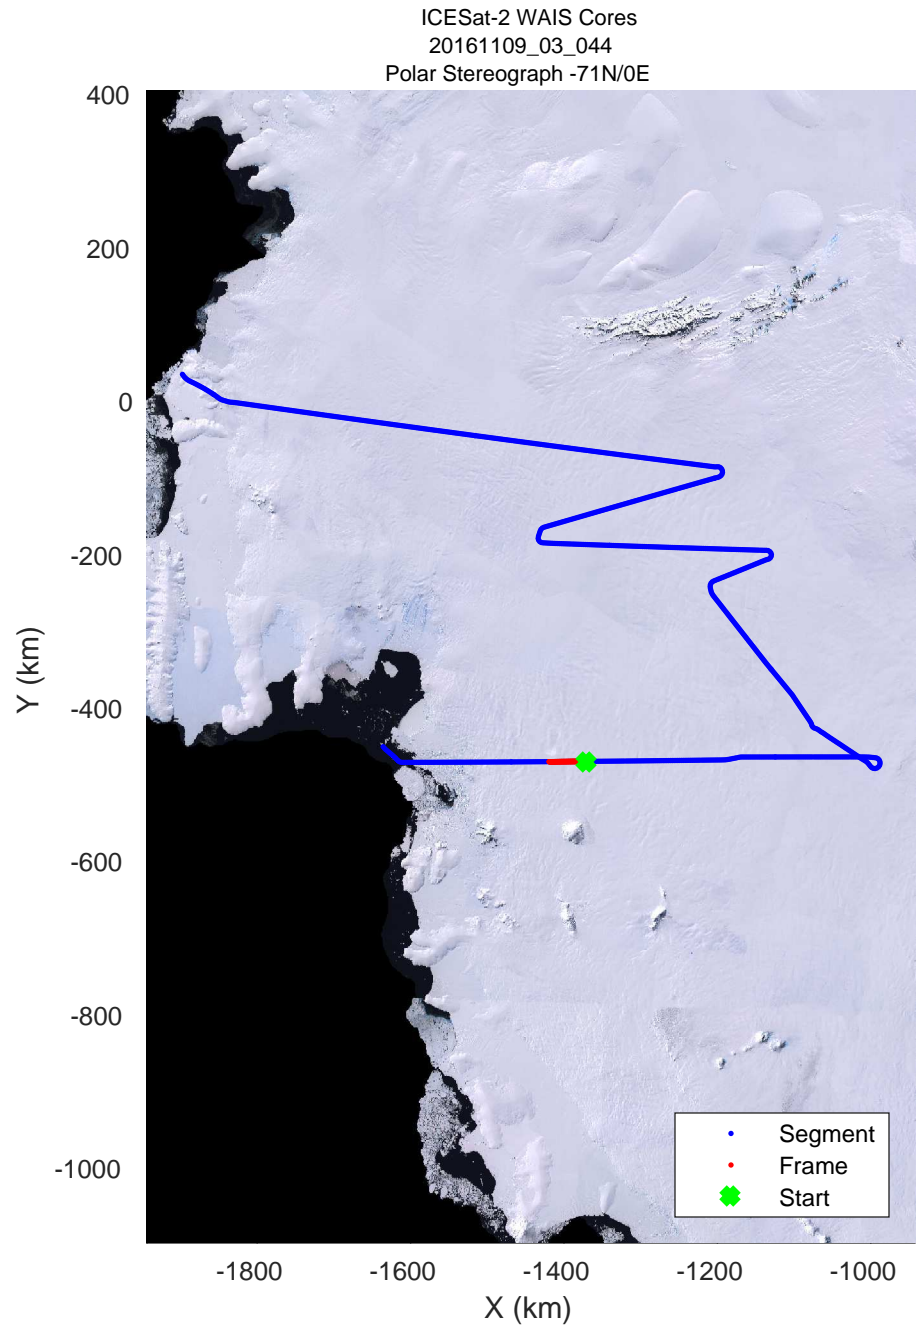 ICESat-2 WAIS Cores
20161109_03_044
Polar Stereograph -71N/0E
400
200
0
-200
-400
-600
-800
-1000
Y (km)
-1800
-1600
-1400
-1200
-1000
X (km)
Segment
Frame
Start